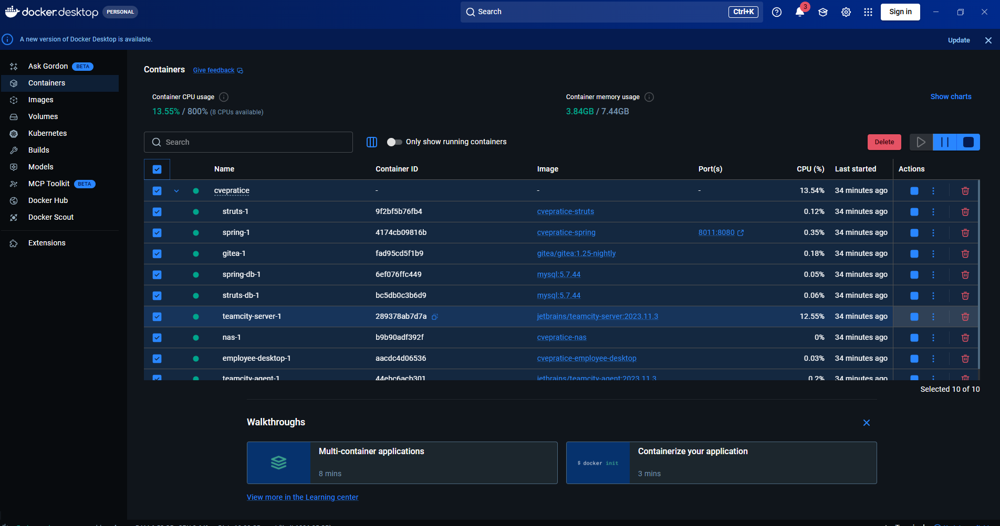 docker.desktop PERSONAL
Search Ctrl+K
3
Sign in
A new version of Docker Desktop is available. Update
Ask Gordon BETA
Containers
Images
Volumes
Kubernetes
Builds
Models
MCP Toolkit BETA
Docker Hub
Docker Scout
Extensions
Containers Give feedback
Container CPU usage
13.55% / 800% (8 CPUs available)
Container memory usage
3.84GB / 7.44GB
Show charts
Search
Only show running containers
Delete
Name Container ID Image Port(s) CPU (%) Last started Actions
cvepratice - - - 13.54% 34 minutes ago
struts-1 9f2bf5b76fb4 cvepratice-struts 0.12% 34 minutes ago
spring-1 4174cb09816b cvepratice-spring 8011:8080 0.35% 34 minutes ago
gitea-1 fad95cd5f1b9 gitea/gitea:1.25-nightly 0.18% 34 minutes ago
spring-db-1 6ef076ffc449 mysql:5.7.44 0.05% 34 minutes ago
struts-db-1 bc5db0c3b6d9 mysql:5.7.44 0.06% 34 minutes ago
teamcity-server-1 289378ab7d7a jetbrains/teamcity-server:2023.11.3 12.55% 34 minutes ago
nas-1 b9b90adf392f cvepratice-nas 0% 34 minutes ago
employee-desktop-1 aacdc4d06536 cvepratice-employee-desktop 0.03% 34 minutes ago
teamcity-agent-1 44ebc6acb301 jetbrains/teamcity-agent:2023.11.3 0.2% 34 minutes ago
Selected 10 of 10
Walkthroughs
Multi-container applications
8 mins
$ docker init
Containerize your application
3 mins
View more in the Learning center